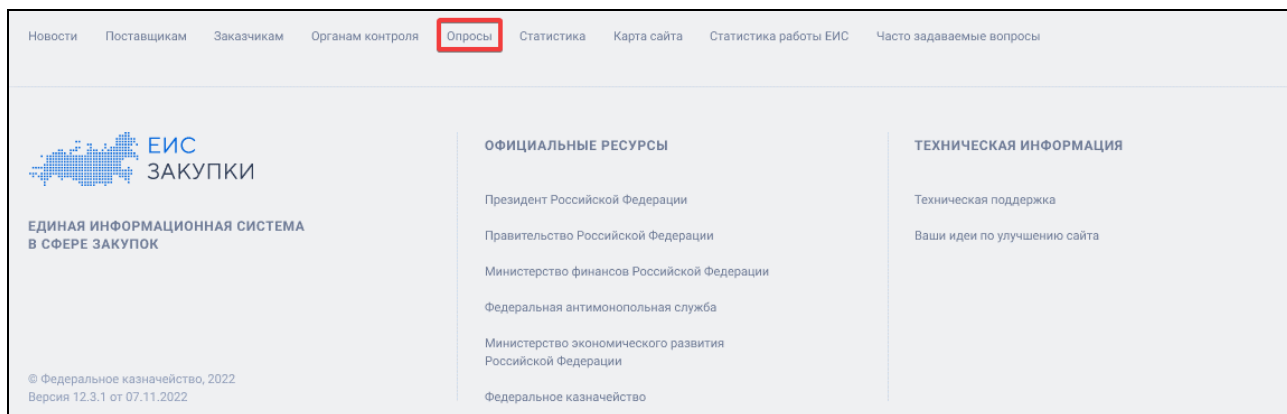 Новости Поставщикам Заказчикам Органам контроля Опросы Статистика Карта сайта Статистика работы ЕИС Часто задаваемые вопросы
ЕИС
ЗАКУПКИ
ЕДИНАЯ ИНФОРМАЦИОННАЯ СИСТЕМА
В СФЕРЕ ЗАКУПОК
© Федеральное казначейство, 2022
Версия 12.3.1 от 07.11.2022
ОФИЦИАЛЬНЫЕ РЕСУРСЫ
Президент Российской Федерации
Правительство Российской Федерации
Министерство финансов Российской Федерации
Федеральная антимонопольная служба
Министерство экономического развития
Российской Федерации
Федеральное казначейство
ТЕХНИЧЕСКАЯ ИНФОРМАЦИЯ
Техническая поддержка
Ваши идеи по улучшению сайта